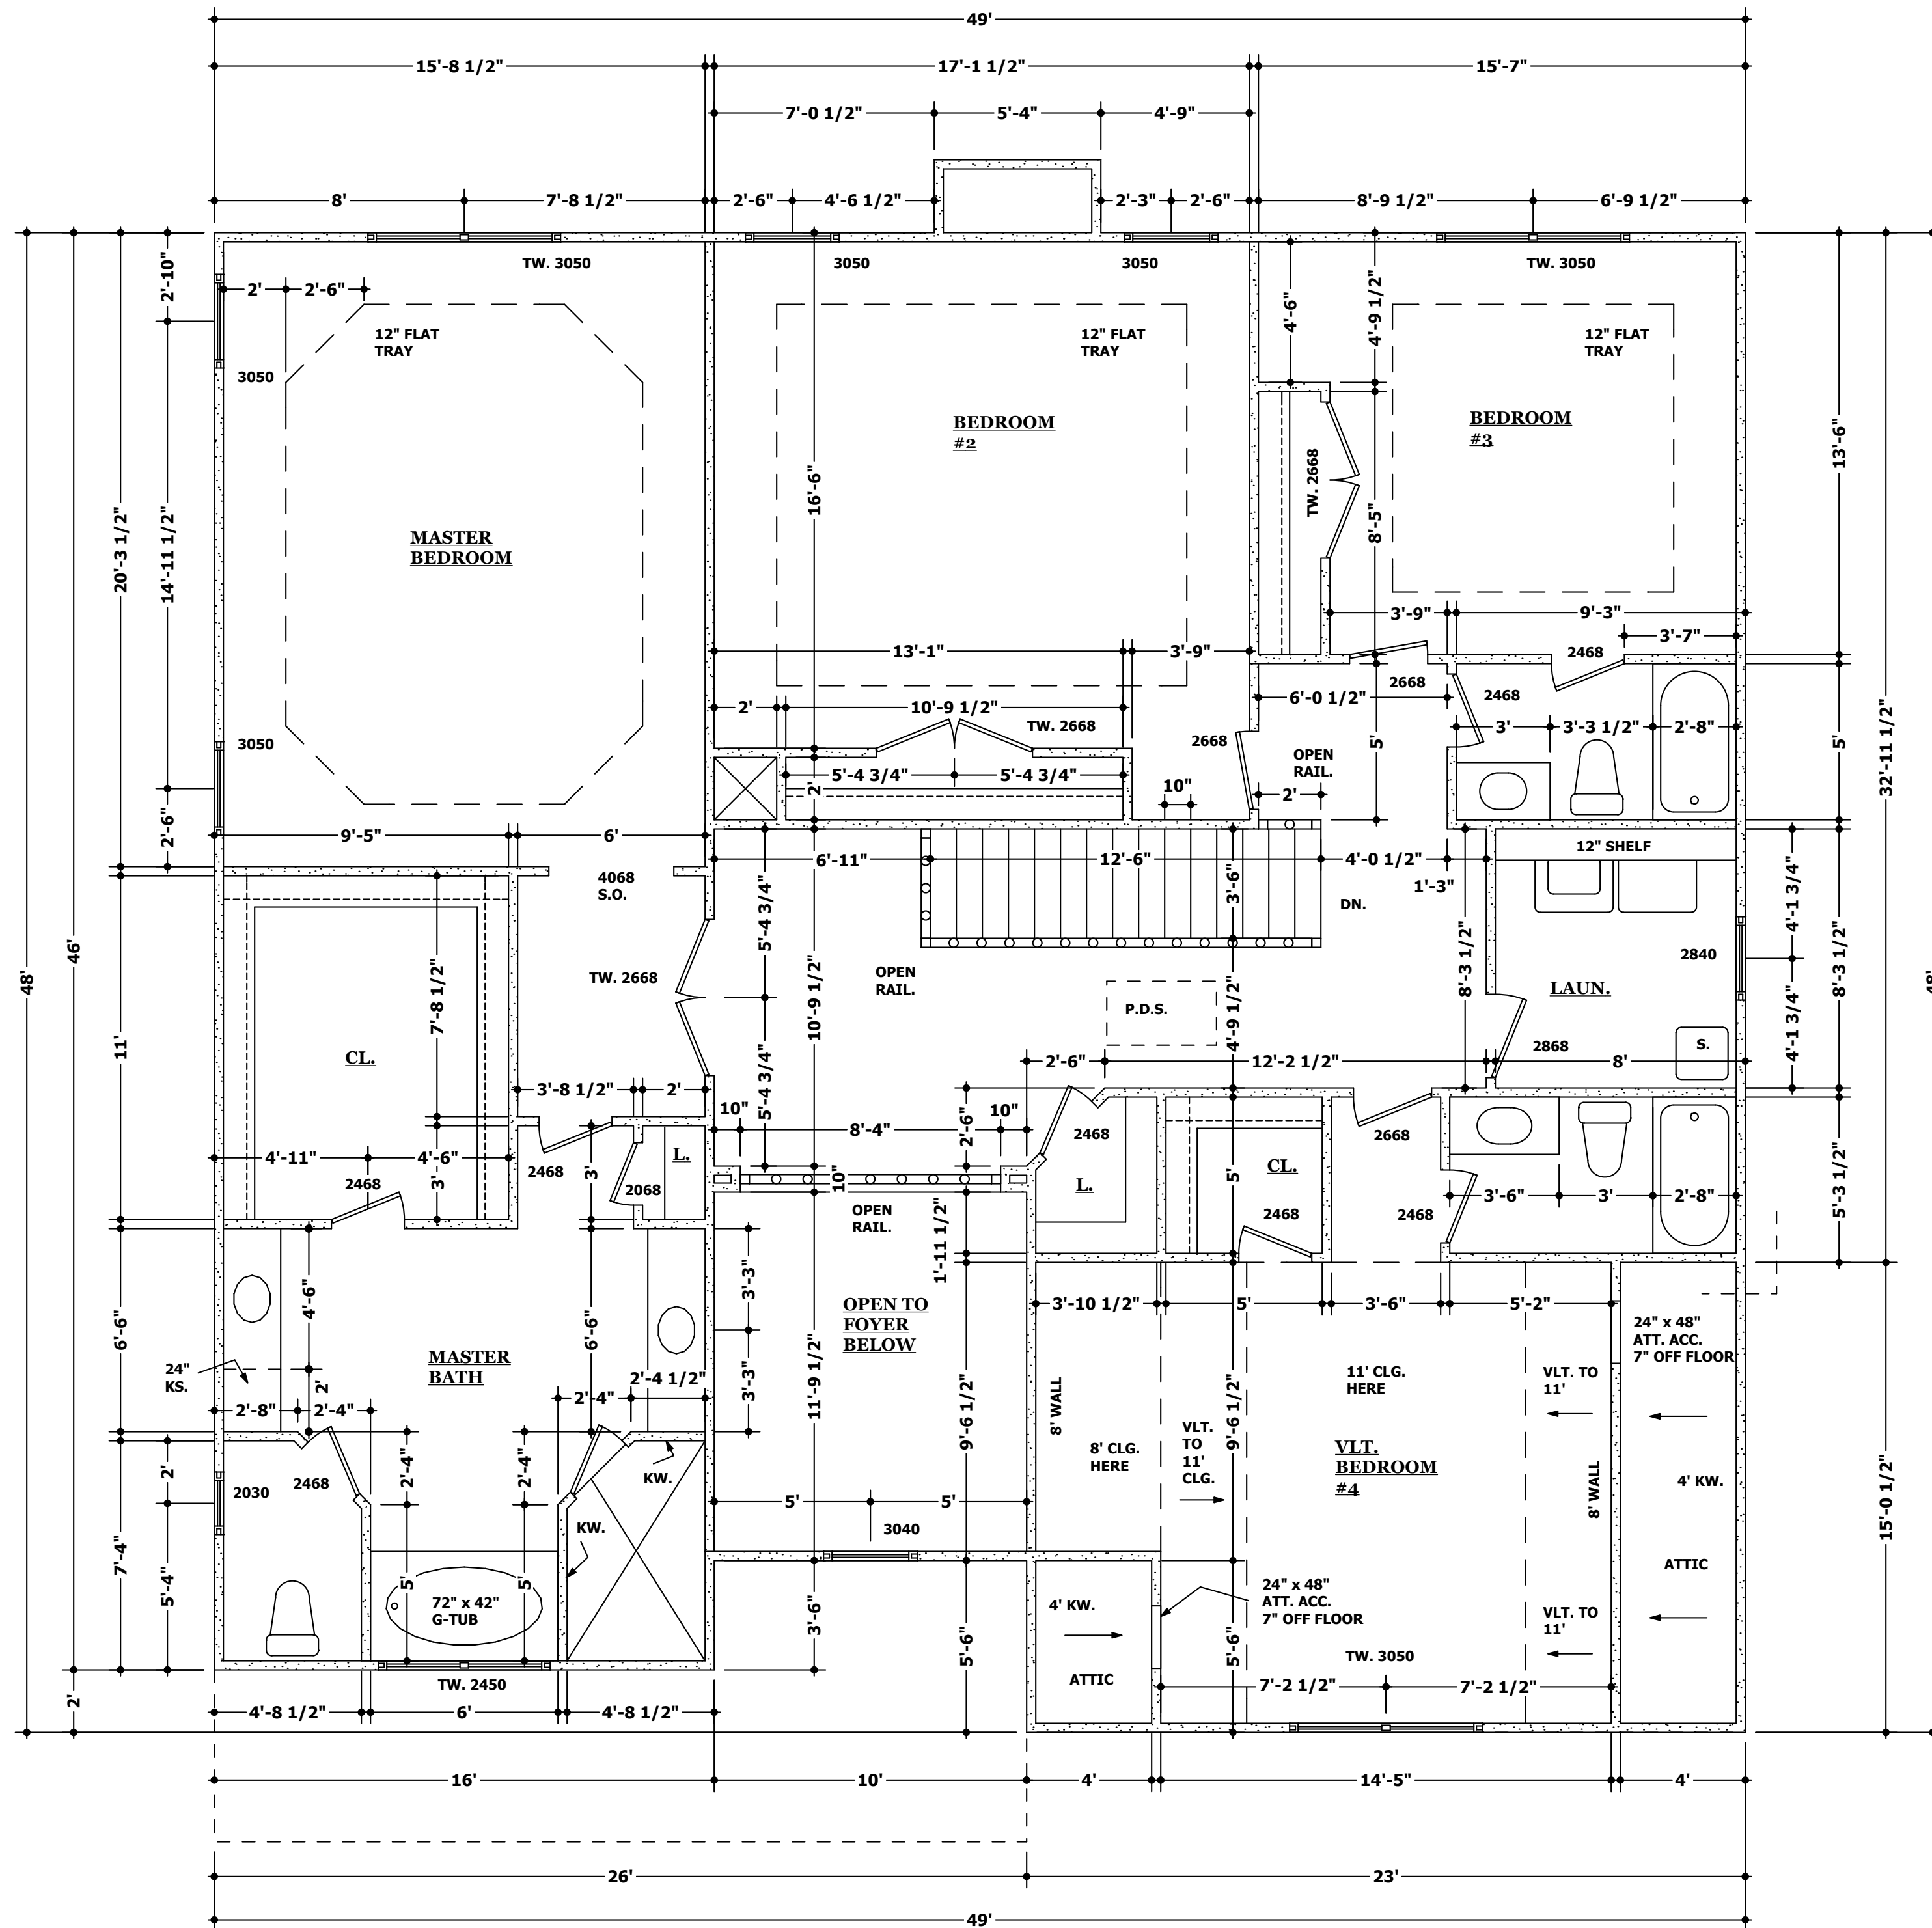 49'
15'-8 1/2"
17'-1 1/2"
15'-7"
7'-0 1/2"
5'-4"
4'-9"
8'
7'-8 1/2"
2'-6"
4'-6 1/2"
2'-3"
2'-6"
8'-9 1/2"
6'-9 1/2"
TW. 3050
3050
3050
TW. 3050
2'-10"
2'
2'-6"
4'-6"
4'-9 1/2"
12" FLAT
TRAY
12" FLAT
TRAY
12" FLAT
TRAY
3050
BEDROOM
#2
BEDROOM
#3
13'-6"
TW. 2668
16'-6"
8'-5"
MASTER
BEDROOM
20'-3 1/2"
14'-11 1/2"
3'-9"
9'-3"
3'-7"
13'-1"
3'-9"
2468
2668
2468
6'-0 1/2"
2'
10'-9 1/2"
TW. 2668
3'
3'-3 1/2"
2'-8"
3050
2668
OPEN
RAIL.
5'
5'
32'-11 1/2"
5'-4 3/4"
5'-4 3/4"
2'
10"
2'
2'-6"
9'-5"
6'
12" SHELF
6'-11"
12'-6"
4'-0 1/2"
1'-3"
4068
S.O.
3'-6"
DN.
5'-4 3/4"
4'-1 3/4"
46'
48'
48'
TW. 2668
OPEN
RAIL.
7'-8 1/2"
10'-9 1/2"
8'-3 1/2"
8'-3 1/2"
2840
LAUN.
P.D.S.
4'-9 1/2"
11'
CL.
2'-6"
12'-2 1/2"
2868
8'
S.
4'-1 3/4"
3'-8 1/2"
2'
5'-4 3/4"
10"
8'-4"
10"
2'-6"
2468
2668
4'-11"
4'-6"
2468
L.
CL.
2468
3'
3'
2068
10"
L.
5'
3'-6"
3'
2'-8"
5'-3 1/2"
OPEN
RAIL.
2468
2468
1'-11 1/2"
3'-3"
4'-6"
6'-6"
6'-6"
OPEN TO
FOYER
BELOW
3'-10 1/2"
5'
3'-6"
5'-2"
24" x 48"
ATT. ACC.
7" OFF FLOOR
24"
KS.
MASTER
BATH
2'
2'-4 1/2"
3'-3"
11'-9 1/2"
11' CLG.
HERE
VLT. TO
11'
2'-8"
2'-4"
2'-4"
8' WALL
9'-6 1/2"
9'-6 1/2"
8' CLG.
HERE
VLT.
TO
11'
CLG.
VLT.
BEDROOM
#4
8' WALL
4' KW.
2'
2030
2468
2'-4"
2'-4"
KW.
5'
5'
3040
15'-0 1/2"
KW.
7'-4"
5'-4"
5'
5'
72" x 42"
G-TUB
3'-6"
4' KW.
24" x 48"
ATT. ACC.
7" OFF FLOOR
ATTIC
VLT. TO
11'
5'-6"
5'-6"
TW. 3050
TW. 2450
ATTIC
7'-2 1/2"
7'-2 1/2"
2'
4'-8 1/2"
6'
4'-8 1/2"
16'
10'
4'
14'-5"
4'
26'
23'
49'